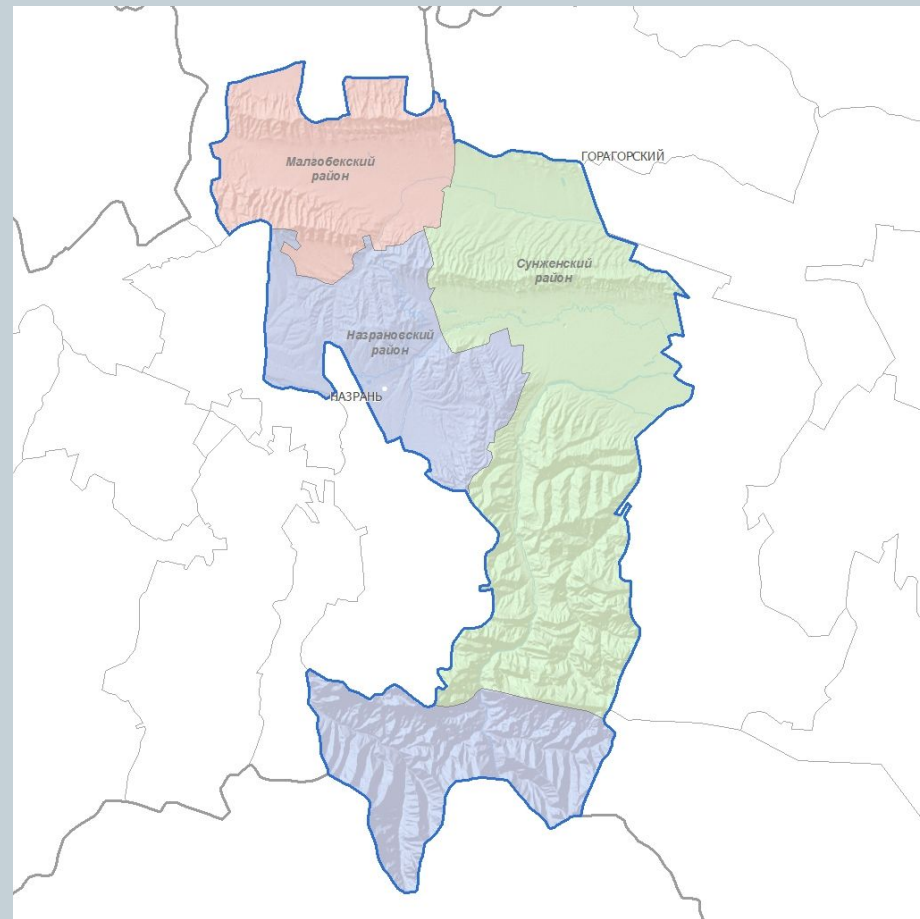 ГОРАГОРСКИЙ
Малгобекский
район
Сунженский
район
Назрановский
район
НАЗРАНЬ